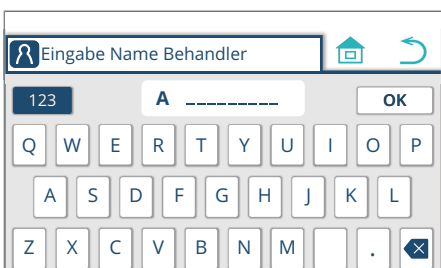 Eingabe Name Behandler
123 A _________ OK
Q W E R T Y U I O P
A S D F G H J K L
Z X C V B N M .